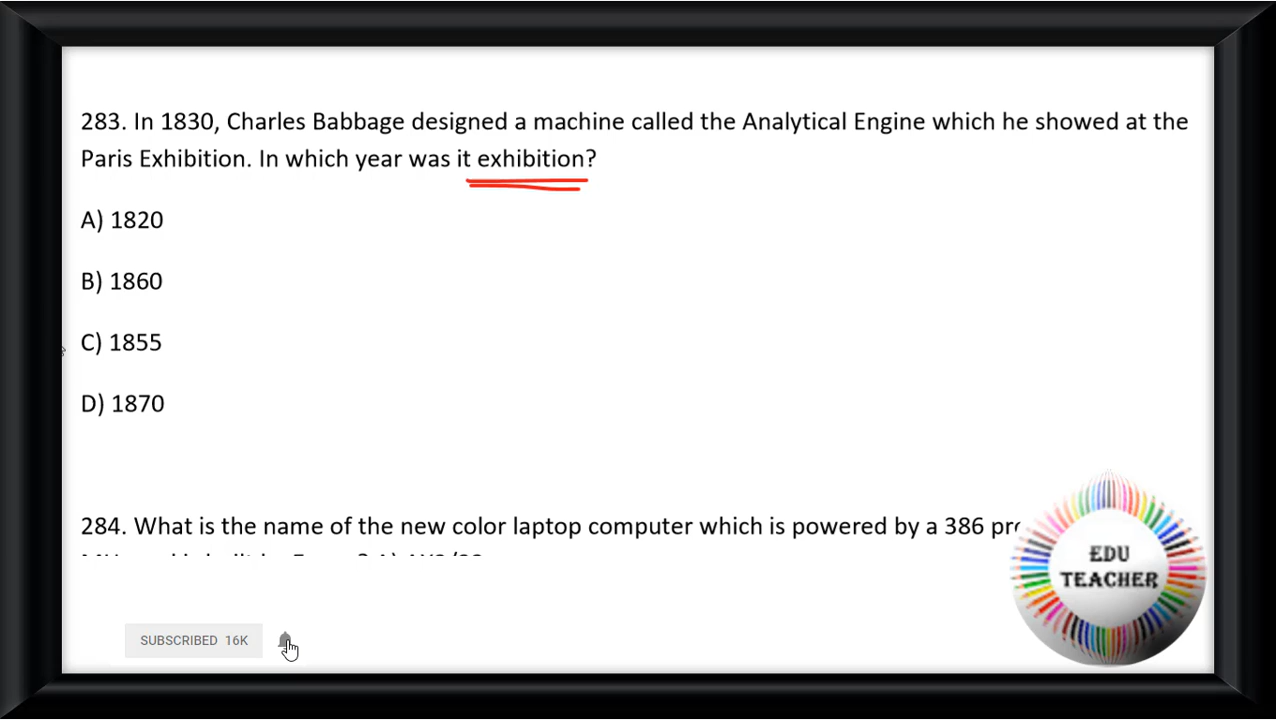 283. In 1830, Charles Babbage designed a machine called the Analytical Engine which he showed at the
Paris Exhibition. In which year was it exhibition?
A) 1820
B) 1860
C) 1855
D) 1870
284. What is the name of the new color laptop computer which is powered by a 386
EDU
TEACHER
SUBSCRIBED 16K